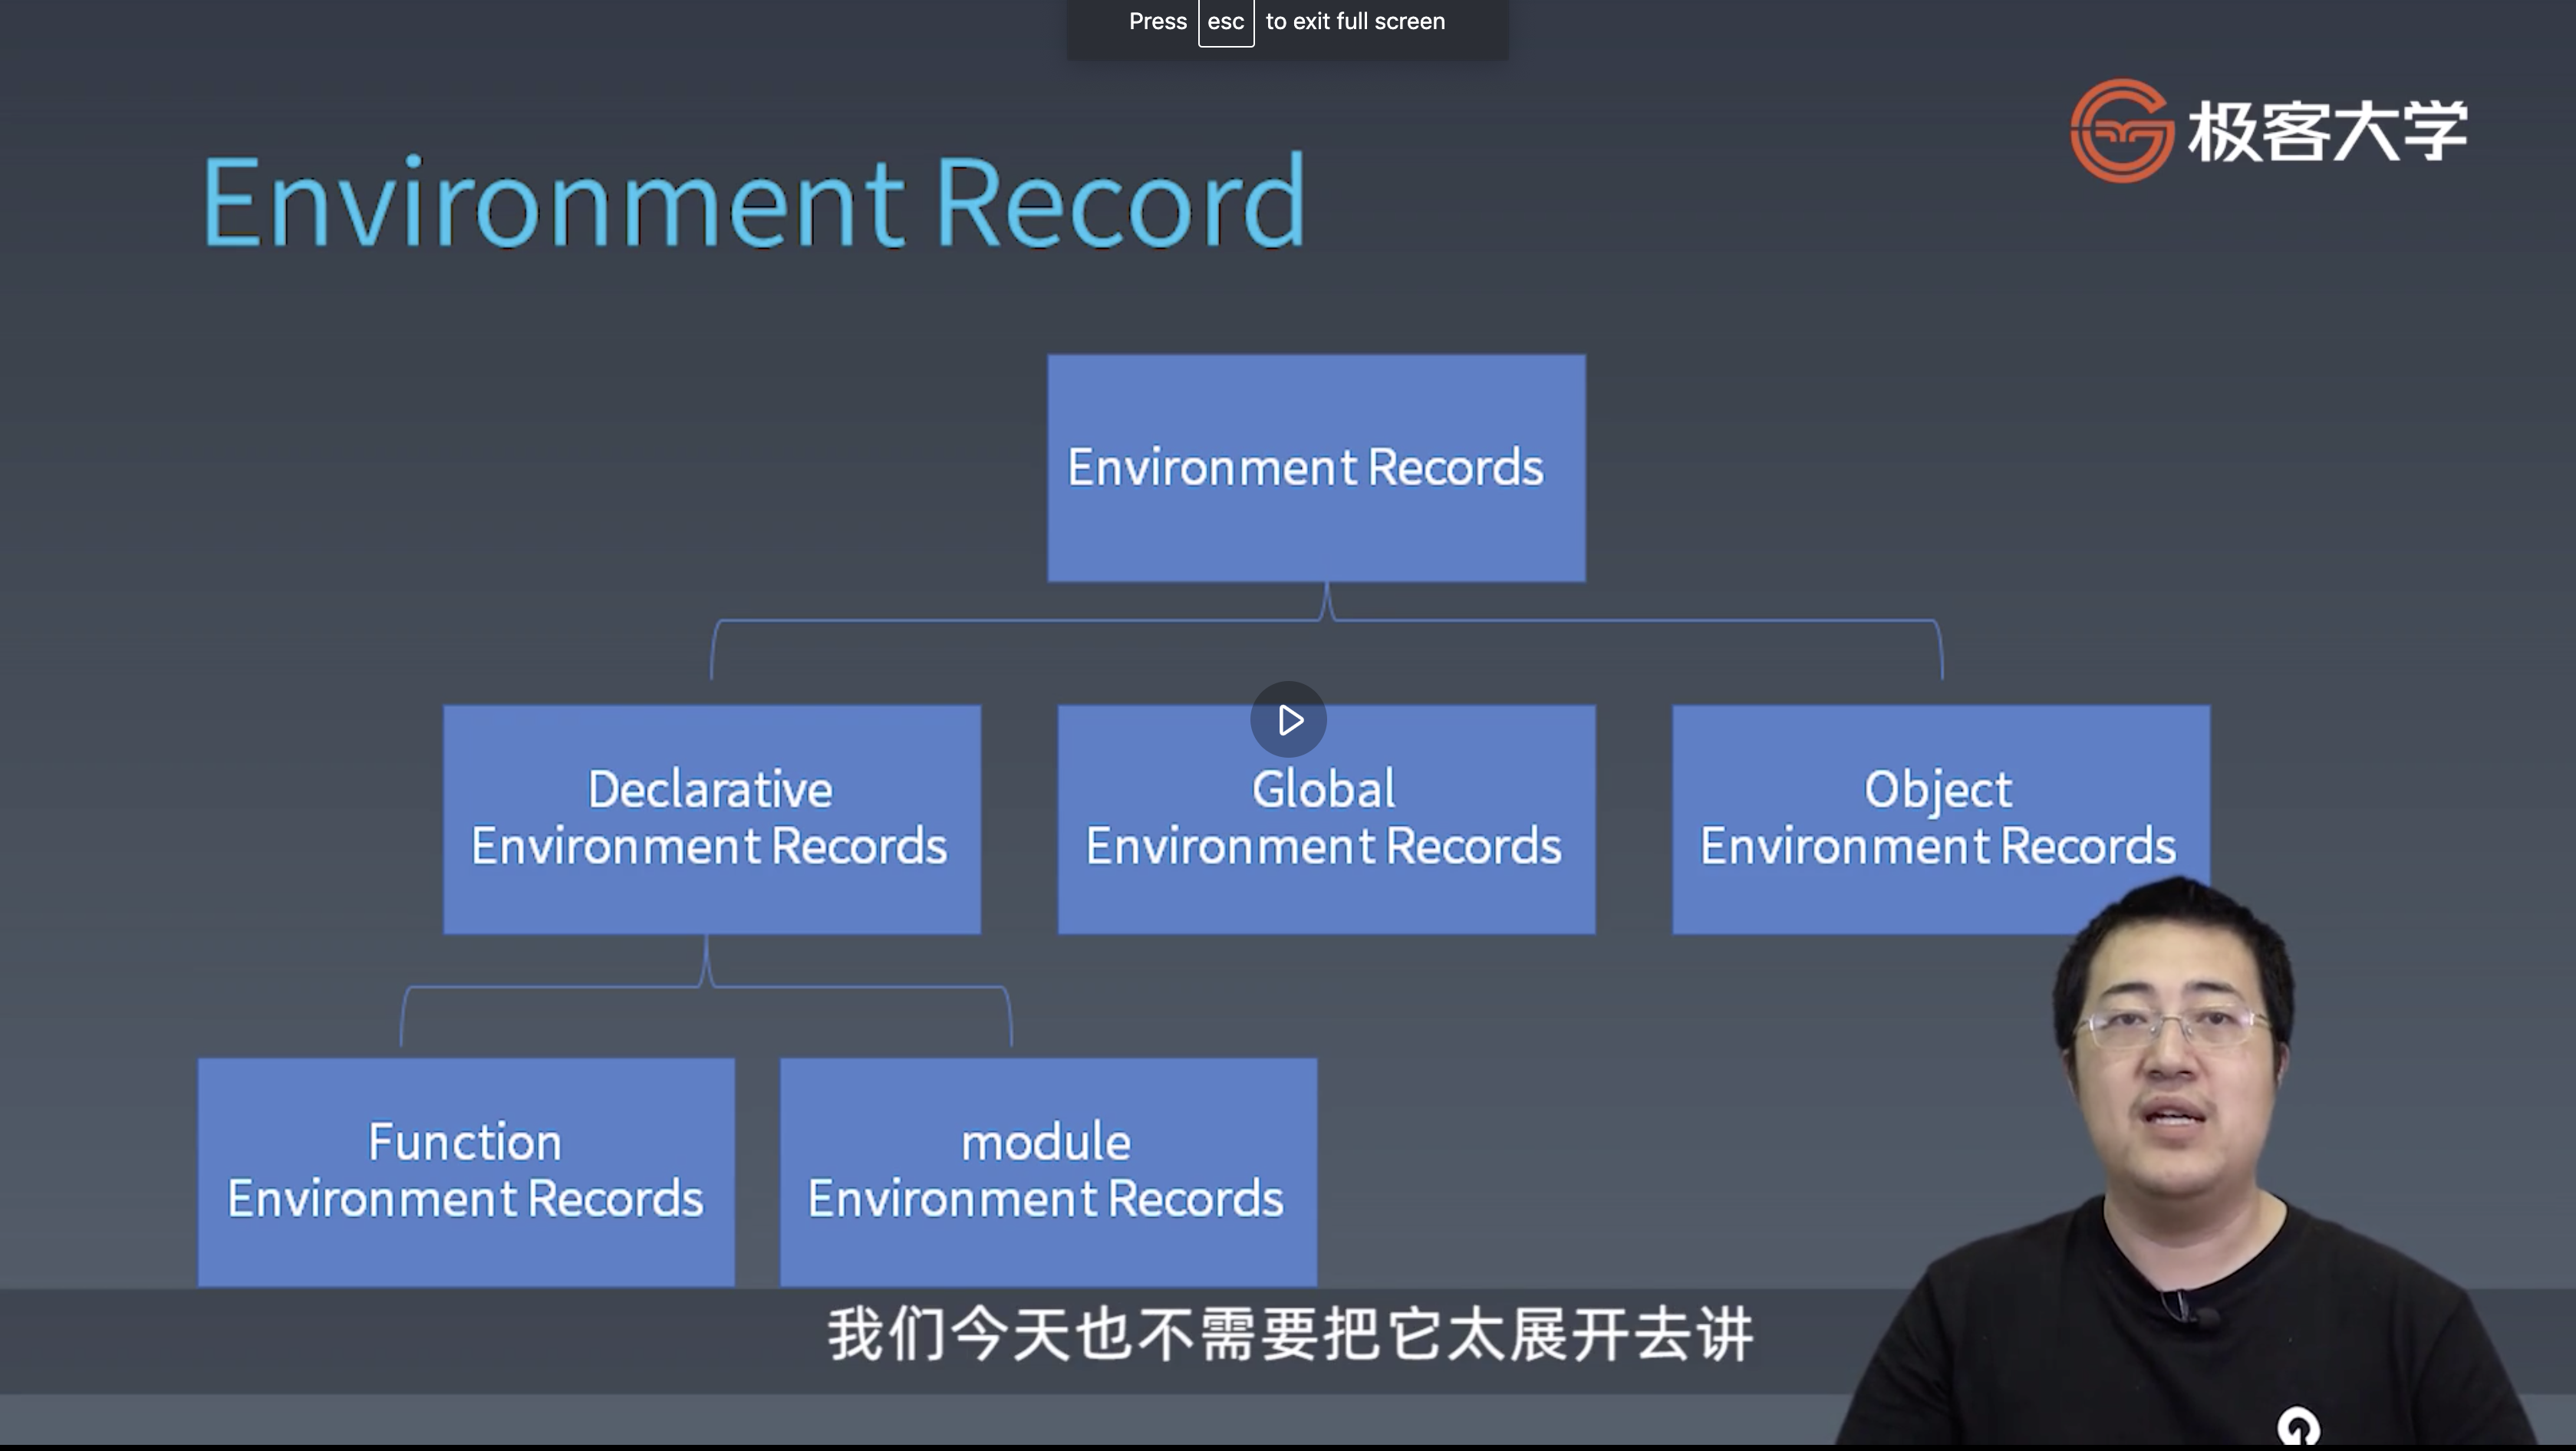 Press esc to exit full screen
极客大学
Environment Record
Environment Records
Declarative
Environment Records
Global
Environment Records
Object
Environment Records
Function
Environment Records
module
Environment Records
我们今天也不需要把它太展开去讲